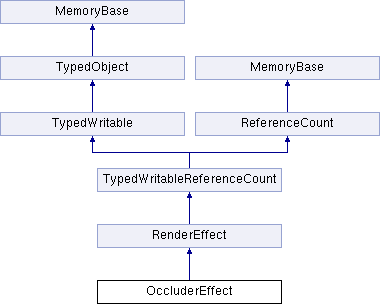 MemoryBase
TypedObject
MemoryBase
TypedWritable
ReferenceCount
TypedWritableReferenceCount
RenderEffect
OccluderEffect